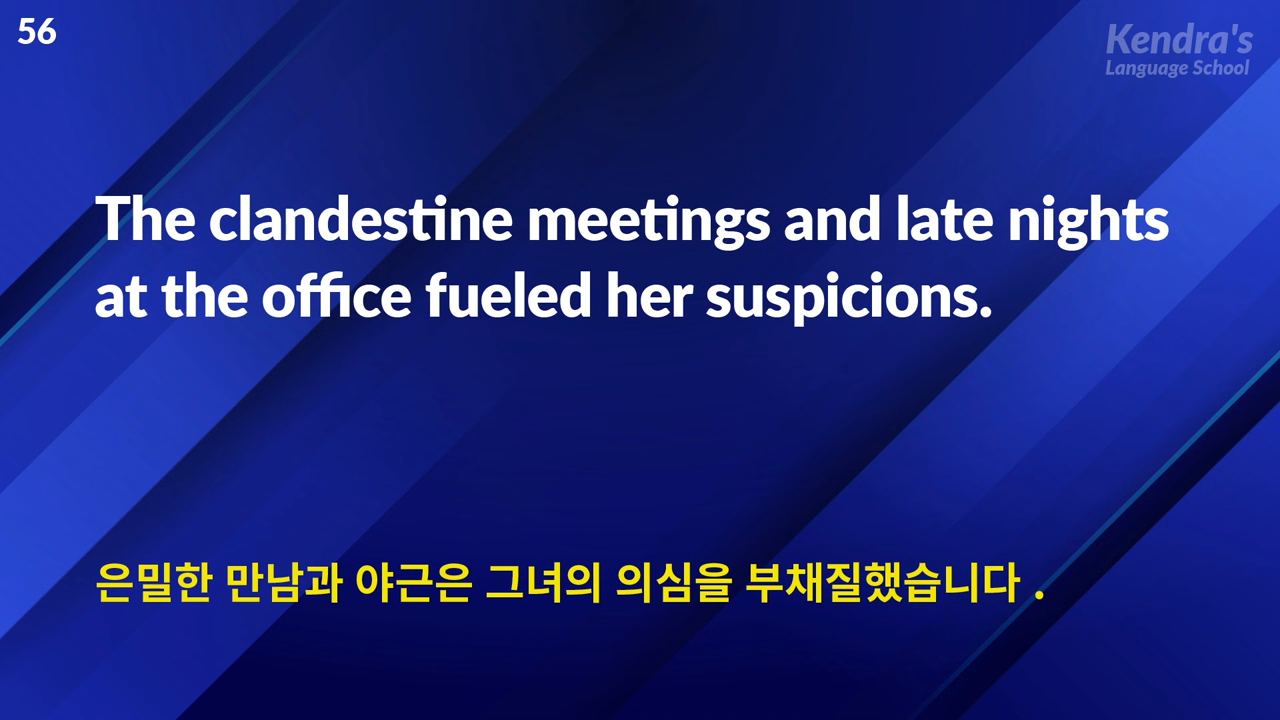 56
Kendra's
Language School
The clandestine meetings and late nights
at the office fueled her suspicions.
은밀한 만남과 야근은 그녀의 의심을 부채질했습니다 .